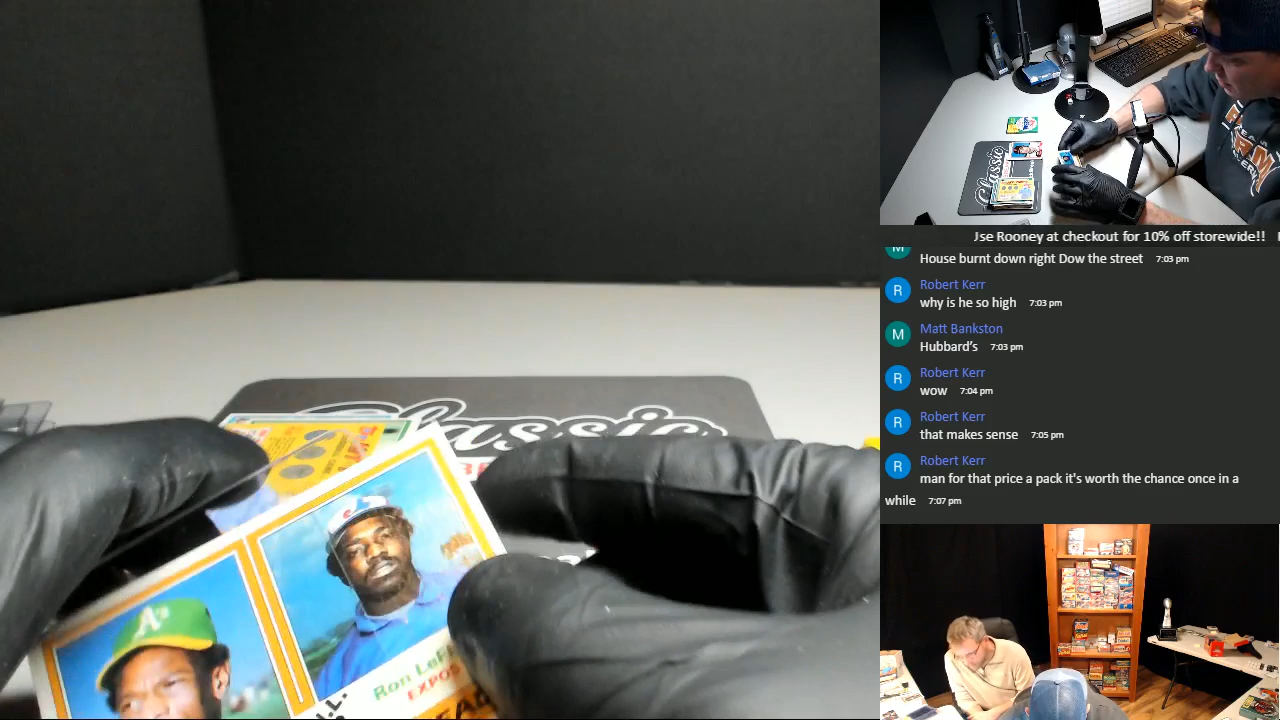 Classic
A's
Ron LeFl
EXPOS
Jse Rooney at checkout for 10% off storewide!!
M
House burnt down right Dow the street 7:03 pm
R
Robert Kerr
why is he so high 7:03 pm
M
Matt Bankston
Hubbard's 7:03 pm
R
Robert Kerr
wow 7:04 pm
R
Robert Kerr
that makes sense 7:05 pm
R
Robert Kerr
man for that price a pack it's worth the chance once in a
while 7:07 pm